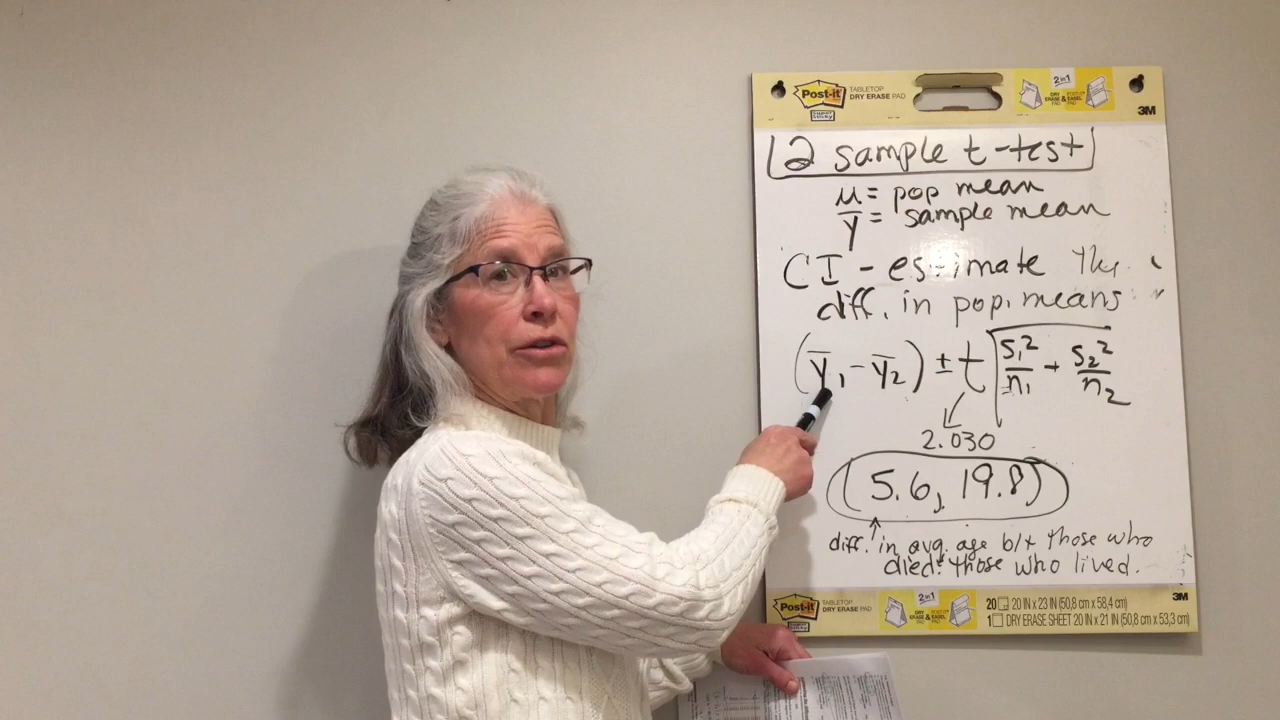 Post-it
Super Sticky
TABLETOP
DRY ERASE PAD
2 in 1
DRY ERASE PAD & EASEL PAD
3M
2 sample t-test
μ = pop mean
ȳ = sample mean
CI - estimate the
diff. in pop. means
(ȳ₁ - ȳ₂) ± t √(s₁²/n₁ + s₂²/n₂)
2.030
(5.6, 19.8)
diff. in avg. age b/t those who
died & those who lived.
Post-it
TABLETOP
DRY ERASE PAD
2 in 1
3M
20 20 IN x 23 IN (50,8 cm x 58,4 cm)
1 DRY ERASE SHEET 20 IN x 21 IN (50,8 cm x 53,3 cm)